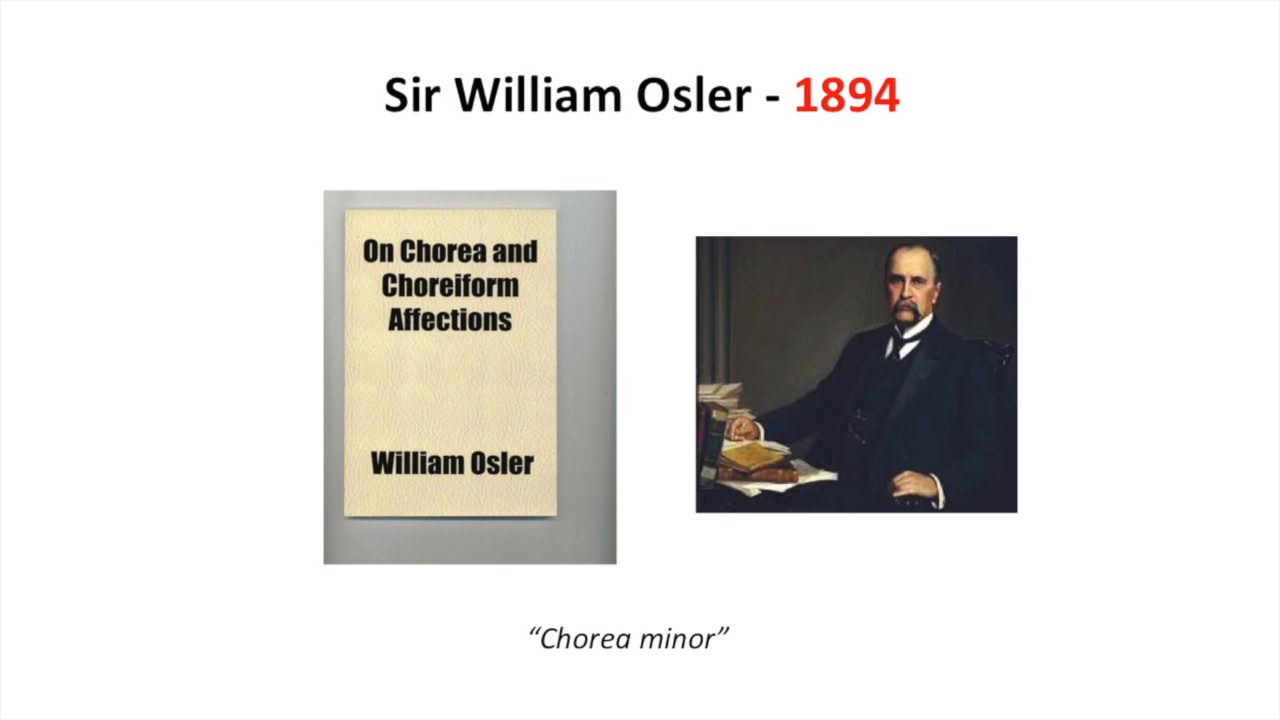 Sir William Osler - 1894
On Chorea and
Choreiform
Affections
William Osler
“Chorea minor”